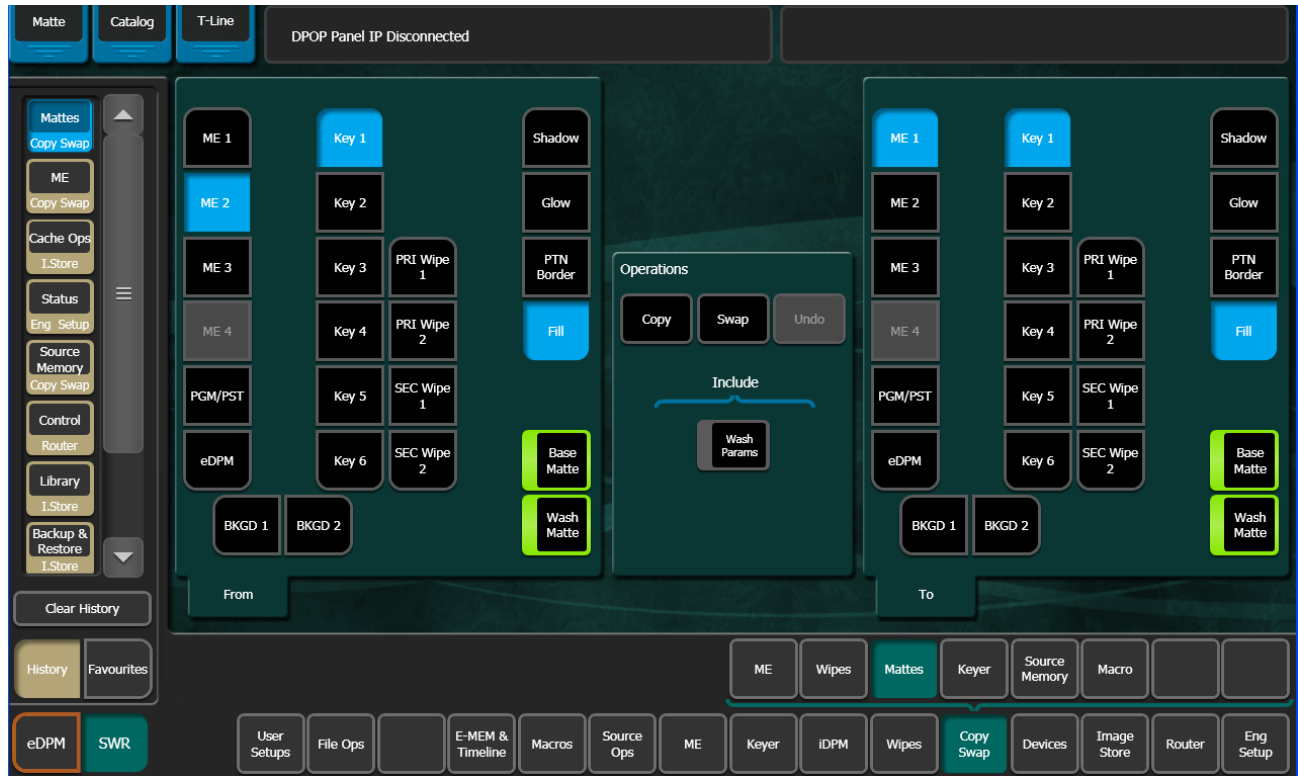 Matte
Catalog
T-Line
DPOP Panel IP Disconnected
Mattes
Copy Swap
ME
Copy Swap
Cache Ops
I.Store
Status
Eng Setup
Source
Memory
Copy Swap
Control
Router
Library
I.Store
Backup &
Restore
I.Store
Clear History
History
Favourites
eDPM
SWR
ME 1
ME 2
ME 3
ME 4
PGM/PST
eDPM
BKGD 1
BKGD 2
Key 1
Key 2
Key 3
Key 4
Key 5
Key 6
PRI Wipe
1
PRI Wipe
2
SEC Wipe
1
SEC Wipe
2
Shadow
Glow
PTN
Border
Fill
Base
Matte
Wash
Matte
From
Operations
Copy
Swap
Undo
Include
Wash
Params
ME 1
ME 2
ME 3
ME 4
PGM/PST
eDPM
BKGD 1
BKGD 2
Key 1
Key 2
Key 3
Key 4
Key 5
Key 6
PRI Wipe
1
PRI Wipe
2
SEC Wipe
1
SEC Wipe
2
Shadow
Glow
PTN
Border
Fill
Base
Matte
Wash
Matte
To
ME
Wipes
Mattes
Keyer
Source
Memory
Macro
User
Setups
File Ops
E-MEM &
Timeline
Macros
Source
Ops
ME
Keyer
iDPM
Wipes
Copy
Swap
Devices
Image
Store
Router
Eng
Setup